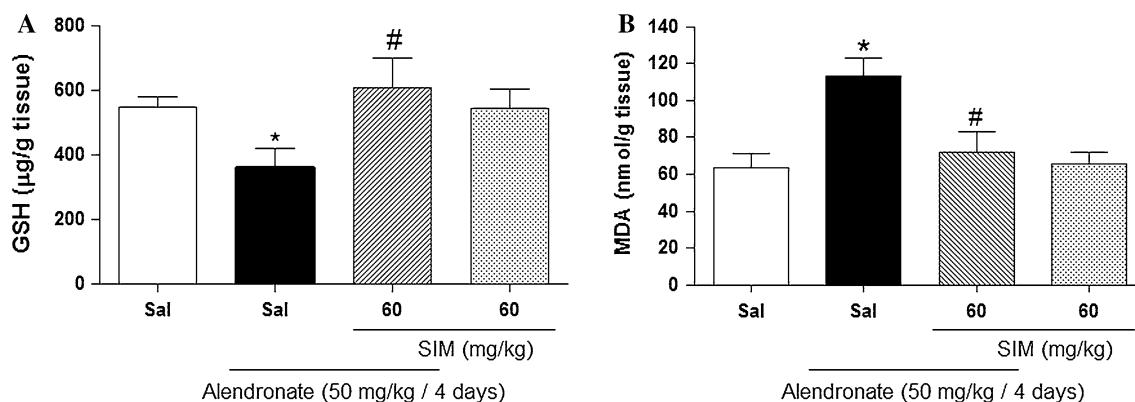 A
GSH (µg/g tissue)
800
600
400
200
0
*
#
Sal
Sal
60
60
SIM (mg/kg)
Alendronate (50 mg/kg / 4 days)
B
MDA (nmol/g tissue)
140
120
100
80
60
40
20
0
*
#
Sal
Sal
60
60
SIM (mg/kg)
Alendronate (50 mg/kg / 4 days)